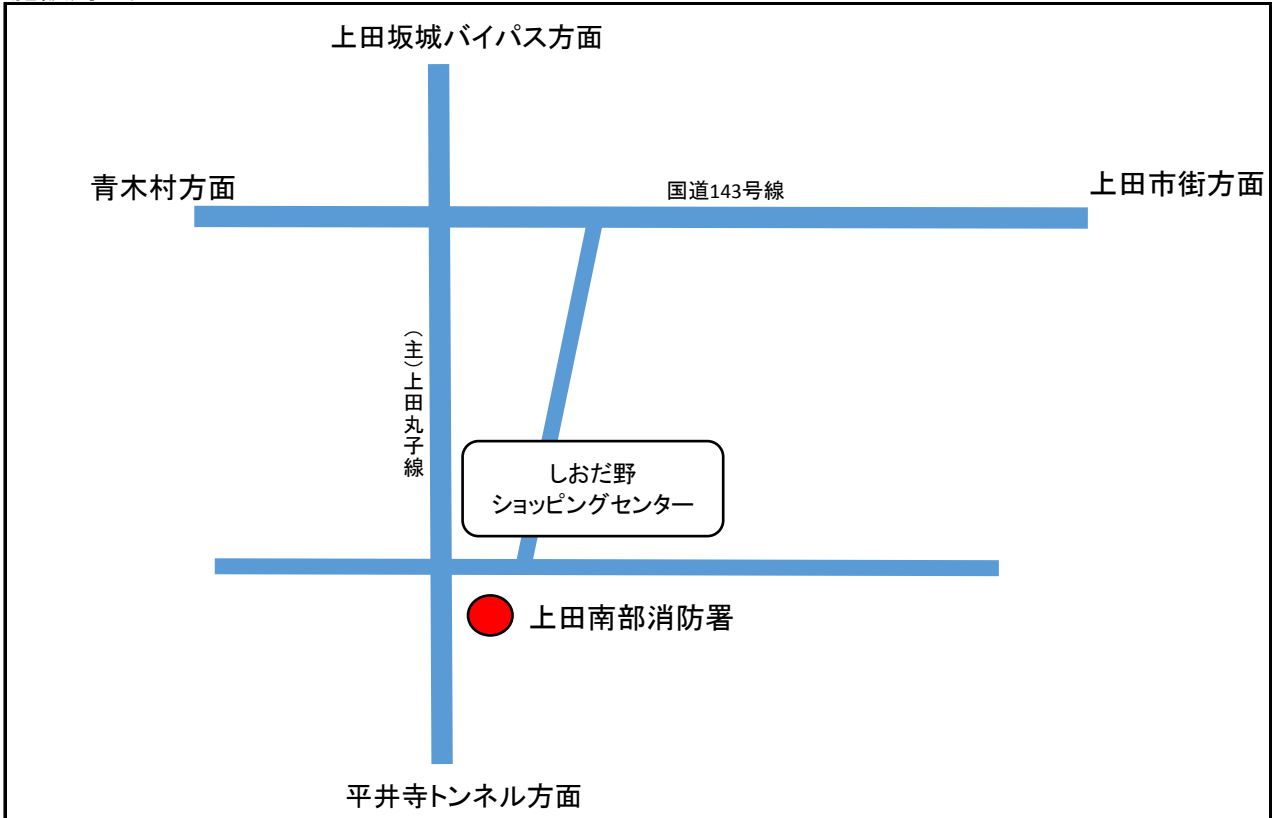 上田坂城バイパス方面
青木村方面
国道143号線
上田市街方面
(主)上田丸子線
しおだ野
ショッピングセンター
上田南部消防署
平井寺トンネル方面